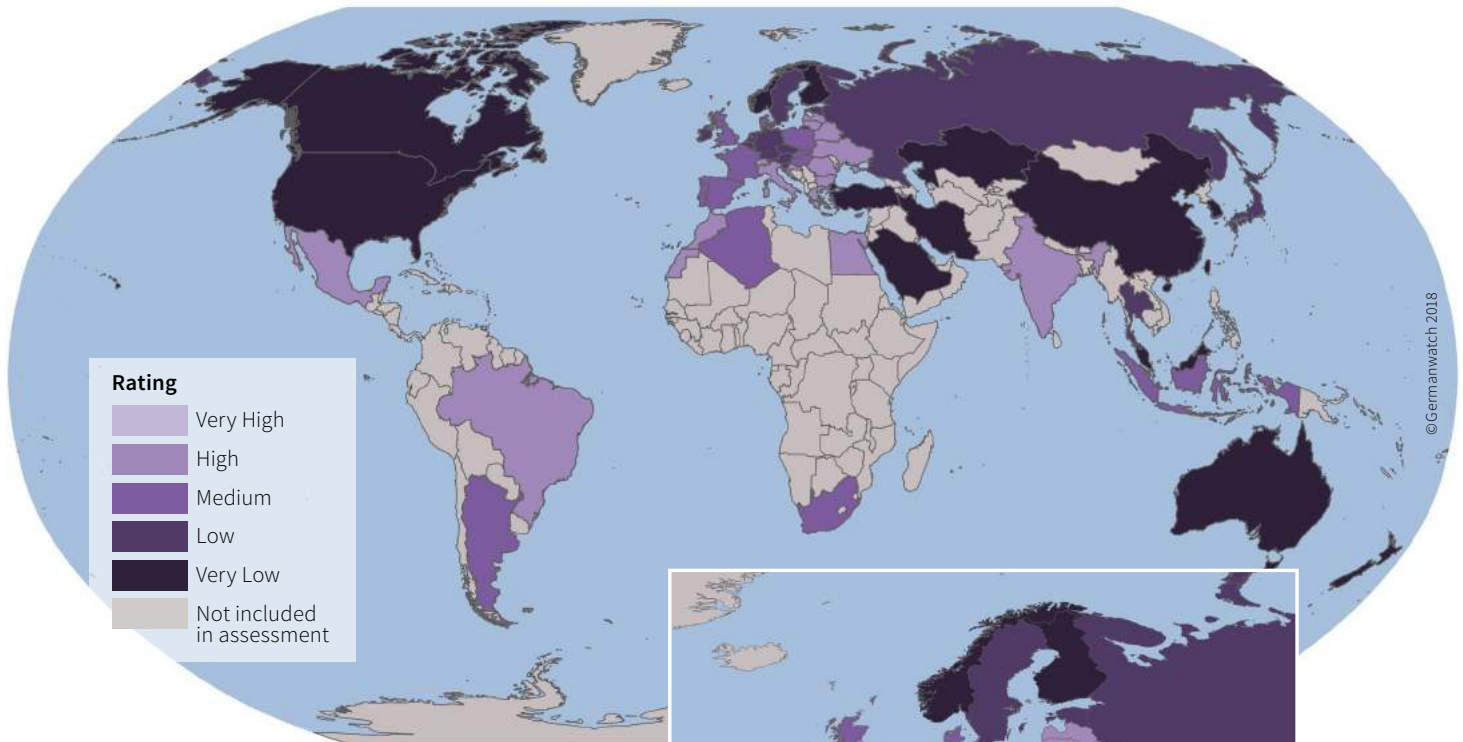 Rating
Very High
High
Medium
Low
Very Low
Not included
in assessment
©Germanwatch 2018